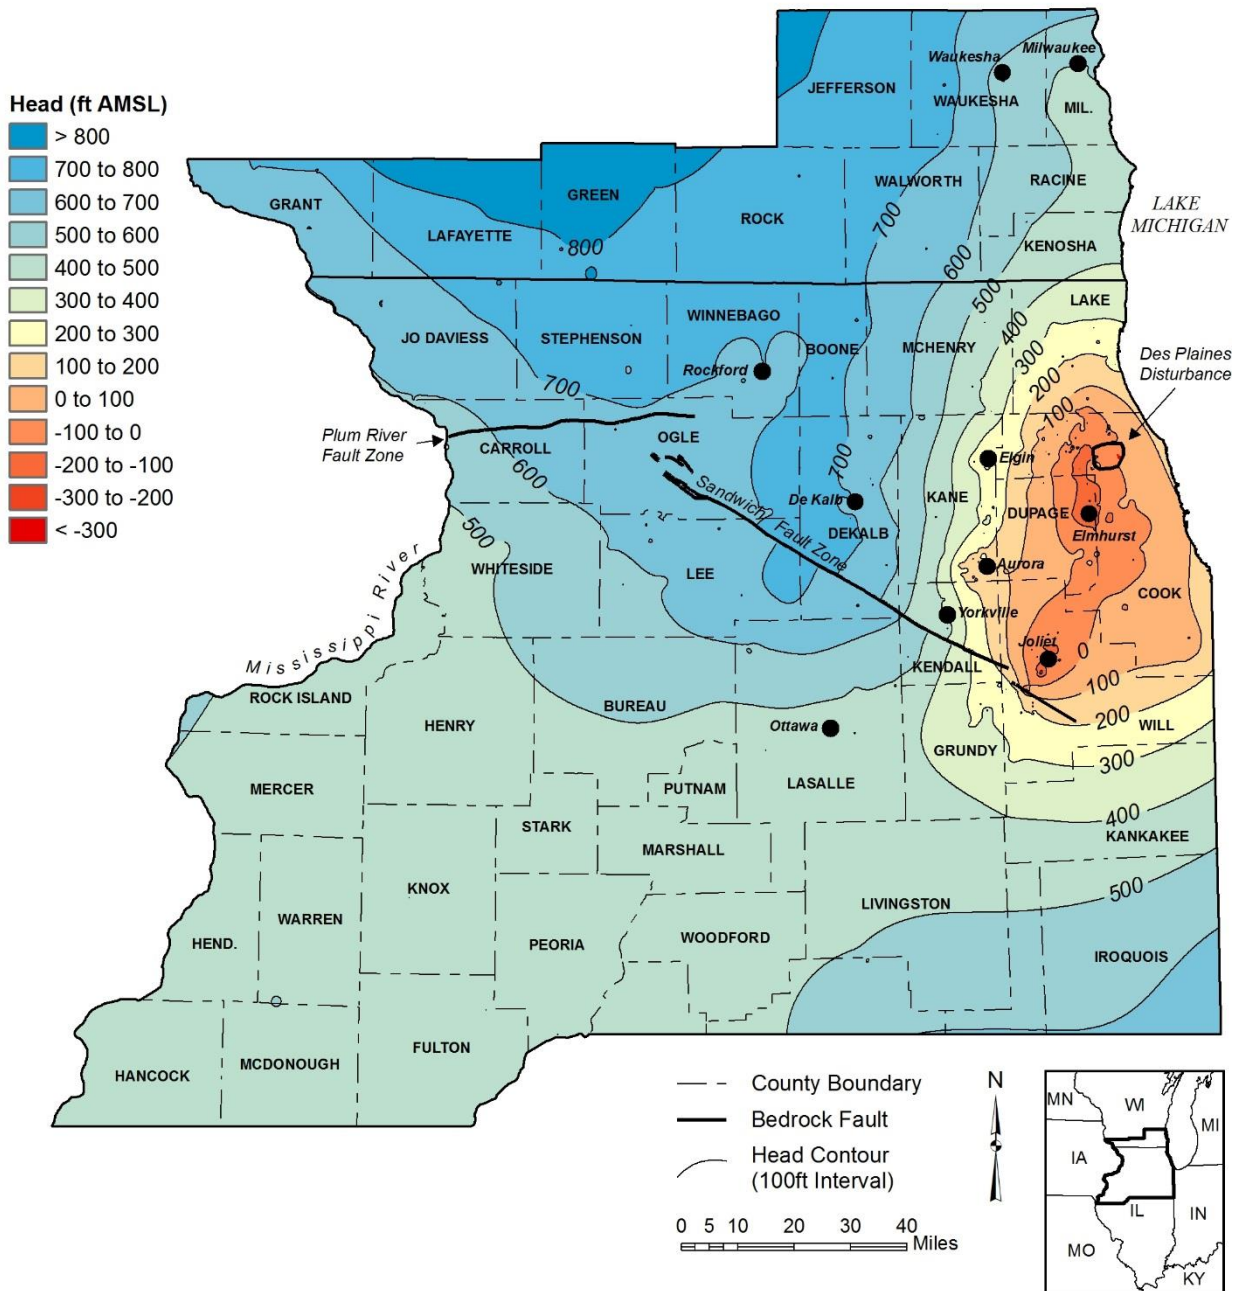 Head (ft AMSL)
> 800
700 to 800
600 to 700
500 to 600
400 to 500
300 to 400
200 to 300
100 to 200
0 to 100
-100 to 0
-200 to -100
-300 to -200
< -300
Waukesha
Milwaukee
JEFFERSON
WAUKESHA
MIL.
GRANT
LAFAYETTE
GREEN
ROCK
WALWORTH
RACINE
KENOSHA
LAKE
MICHIGAN
800
700
600
500
400
300
200
100
JO DAVIESS
STEPHENSON
WINNEBAGO
BOONE
MCHENRY
LAKE
Rockford
700
Des Plaines
Disturbance
Plum River
Fault Zone
CARROLL
OGLE
600
700
Elgin
Sandwich Fault Zone
De Kalb
DEKALB
KANE
DUPAGE
Elmhurst
500
WHITESIDE
LEE
Aurora
COOK
Yorkville
Joliet
0
Mississippi River
KENDALL
100
ROCK ISLAND
HENRY
BUREAU
Ottawa
GRUNDY
200
WILL
300
MERCER
PUTNAM
LASALLE
400
STARK
MARSHALL
KANKAKEE
KNOX
500
WARREN
LIVINGSTON
HEND.
PEORIA
WOODFORD
IROQUOIS
HANCOCK
MCDONOUGH
FULTON
County Boundary
Bedrock Fault
Head Contour
(100ft Interval)
N
0 5 10 20 30 40
Miles
MN
WI
MI
IA
IL
IN
MO
KY